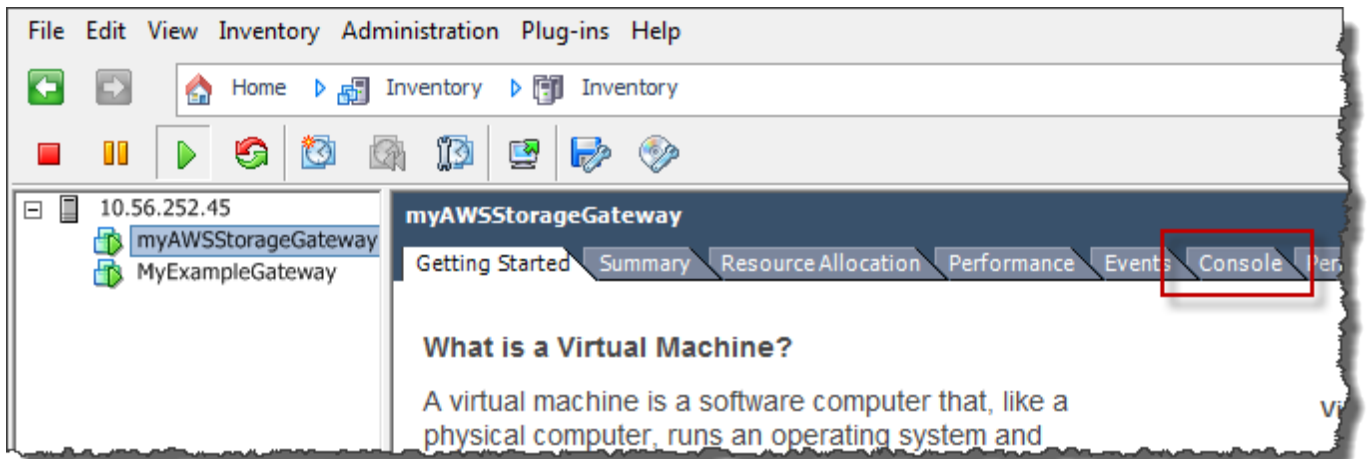 File Edit View Inventory Administration Plug-ins Help
Home Inventory Inventory
10.56.252.45
myAWSStorageGateway
MyExampleGateway
myAWSStorageGateway
Getting Started Summary Resource Allocation Performance Events Console
What is a Virtual Machine?
A virtual machine is a software computer that, like a
physical computer, runs an operating system and